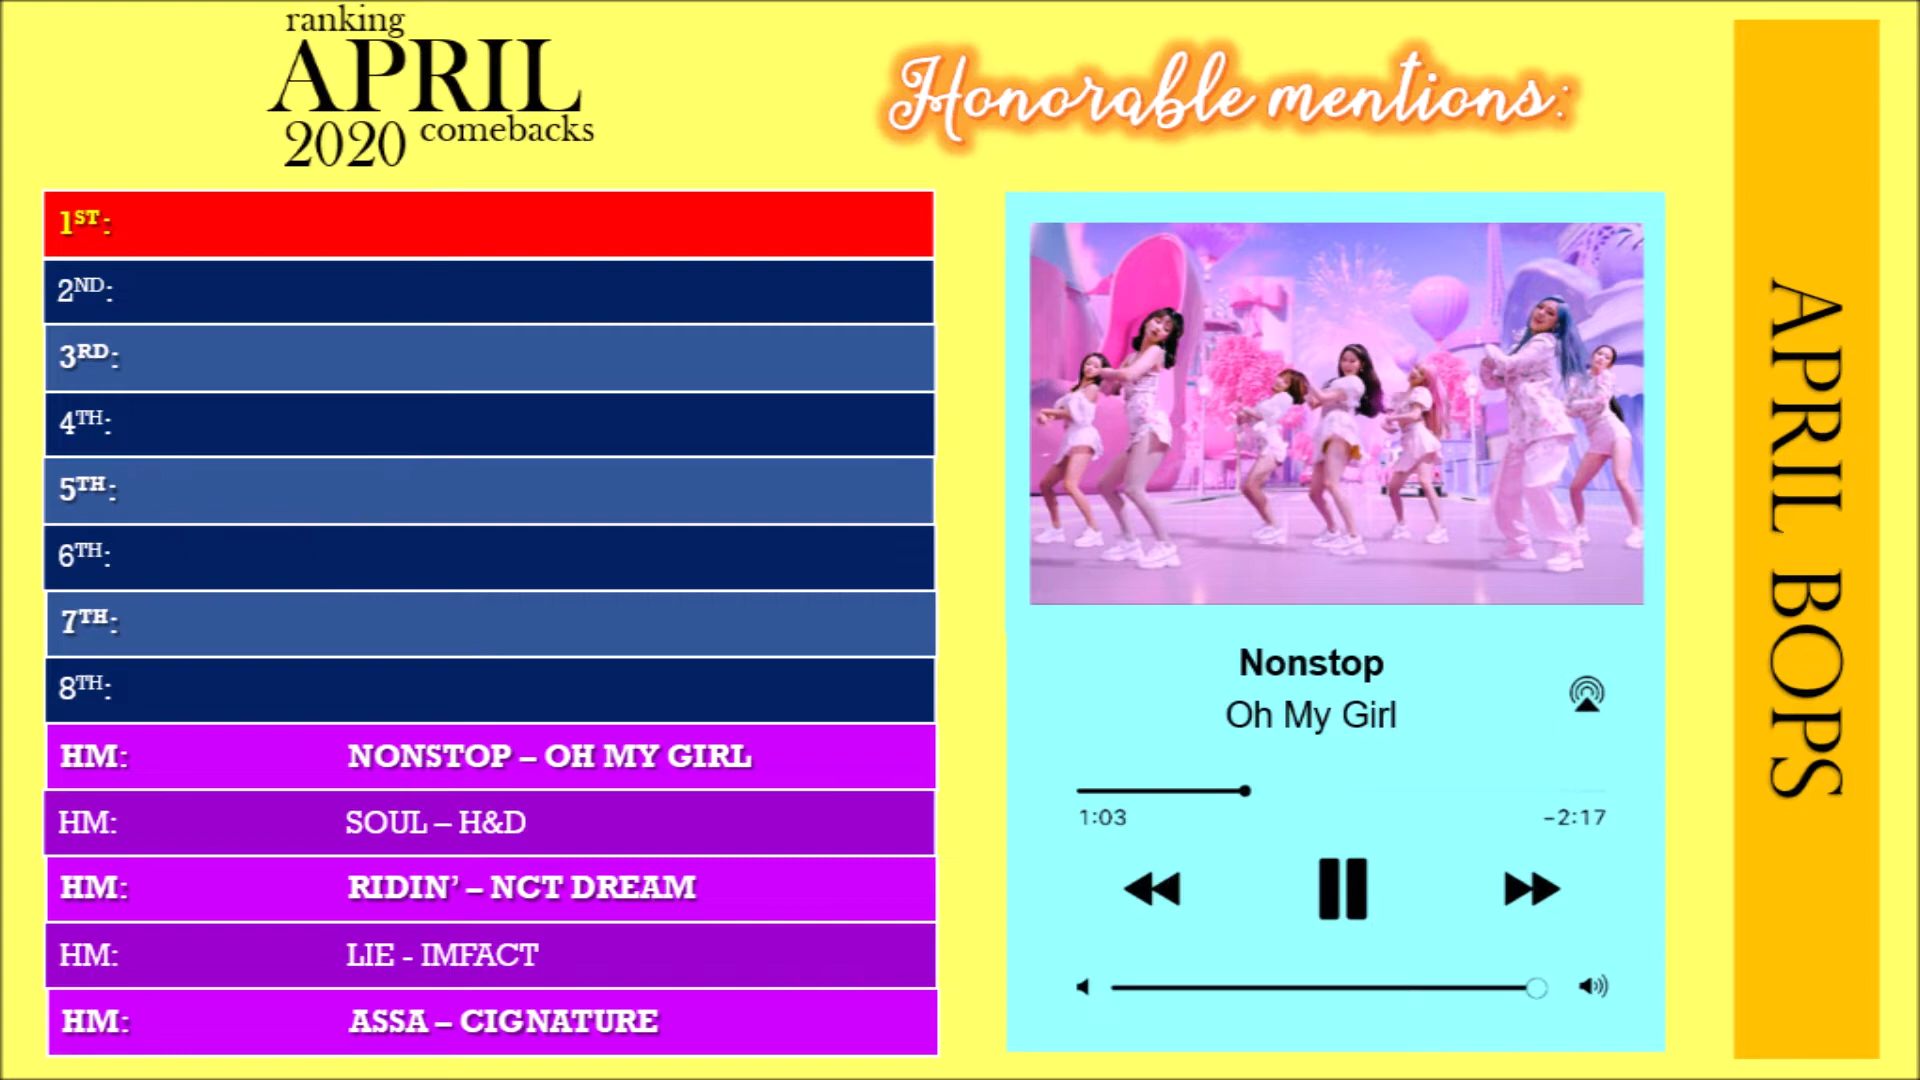 ranking
APRIL
2020 comebacks
Honorable mentions:
1ST:
2ND:
3RD:
4TH:
5TH:
6TH:
7TH:
8TH:
HM: NONSTOP – OH MY GIRL
HM: SOUL – H&D
HM: RIDIN’ – NCT DREAM
HM: LIE - IMFACT
HM: ASSA – CIGNATURE
Nonstop
Oh My Girl
1:03 -2:17
APRIL BOPS